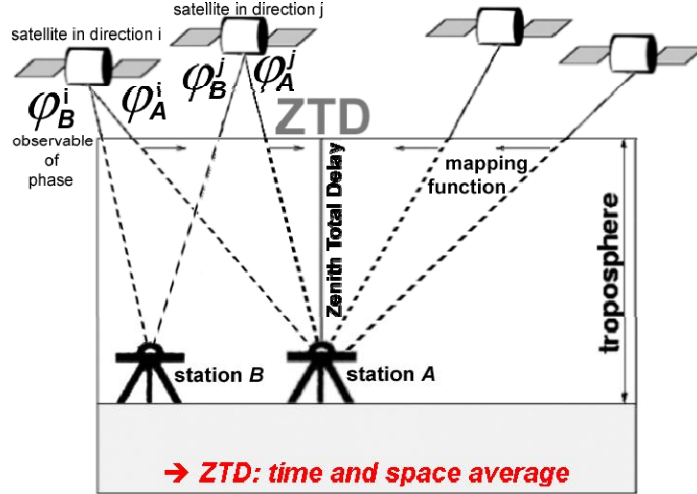 satellite in direction j
satellite in direction i
φ_B^i φ_A^i φ_B^j φ_A^j
observable
of
phase
ZTD
Zenith Total Delay
mapping
function
troposphere
station B
station A
→ ZTD: time and space average